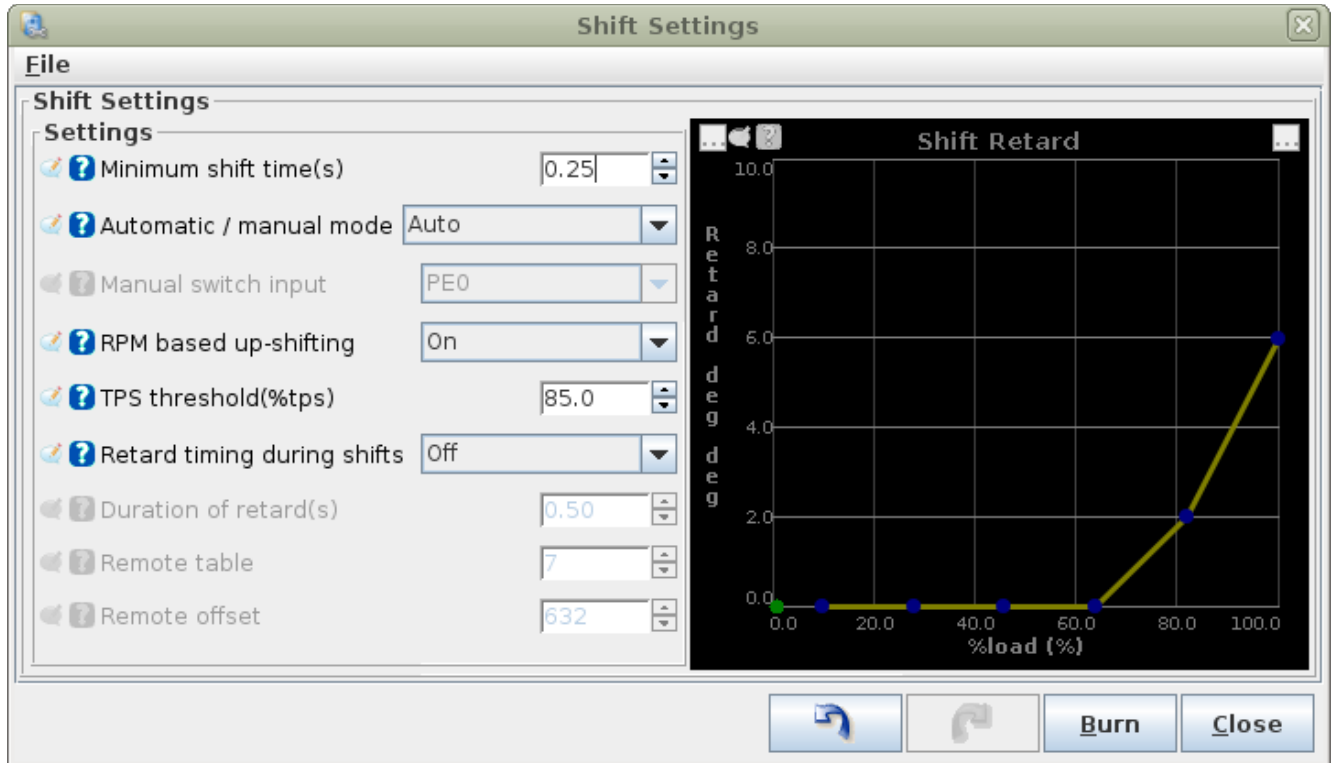 Shift Settings
File
Shift Settings
Settings
Minimum shift time(s) 0.25
Automatic / manual mode Auto
Manual switch input PE0
RPM based up-shifting On
TPS threshold(%tps) 85.0
Retard timing during shifts Off
Duration of retard(s) 0.50
Remote table 7
Remote offset 632
... ? Shift Retard ...
Retard deg deg
10.0
8.0
6.0
4.0
2.0
0.0
0.0 20.0 40.0 60.0 80.0 100.0
%load (%)
Burn Close